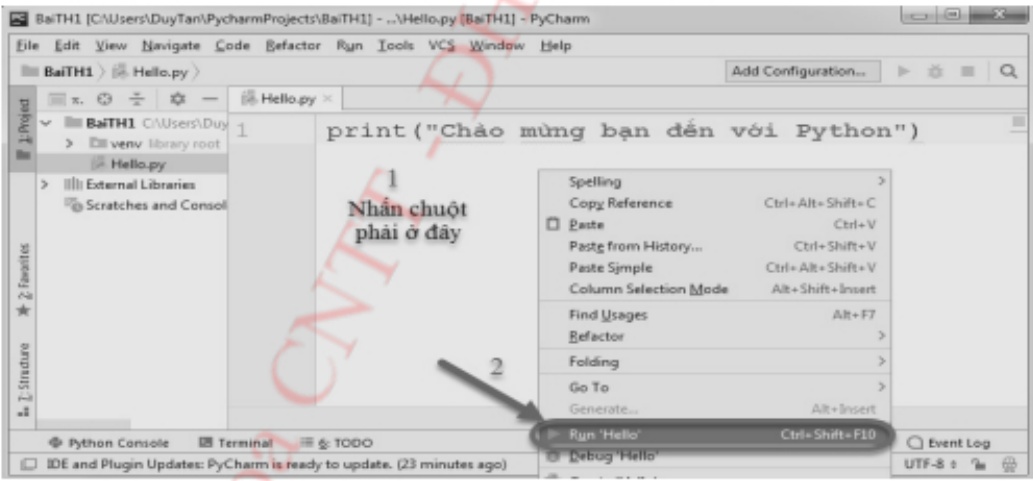 BaiTH1 [C:\Users\DuyTan\PycharmProjects\BaiTH1] - ...\Hello.py [BaiTH1] - PyCharm
File Edit View Navigate Code Refactor Run Tools VCS Window Help
BaiTH1 Hello.py Add Configuration...
1: Project
Hello.py
BaiTH1 C:\Users\Duy
venv library root
Hello.py
External Libraries
Scratches and Consol
1 print("Chào mừng bạn đến với Python")
1
Nhấn chuột
phải ở đây
2
Spelling
Copy Reference Ctrl+Alt+Shift+C
Paste Ctrl+V
Paste from History... Ctrl+Shift+V
Paste Simple Ctrl+Alt+Shift+V
Column Selection Mode Alt+Shift+Insert
Find Usages Alt+F7
Refactor
Folding
Go To
Generate... Alt+Insert
Run 'Hello' Ctrl+Shift+F10
Debug 'Hello'
2: Favorites
7: Structure
Python Console Terminal 6: TODO Event Log
IDE and Plugin Updates: PyCharm is ready to update. (23 minutes ago) UTF-8
CNTT